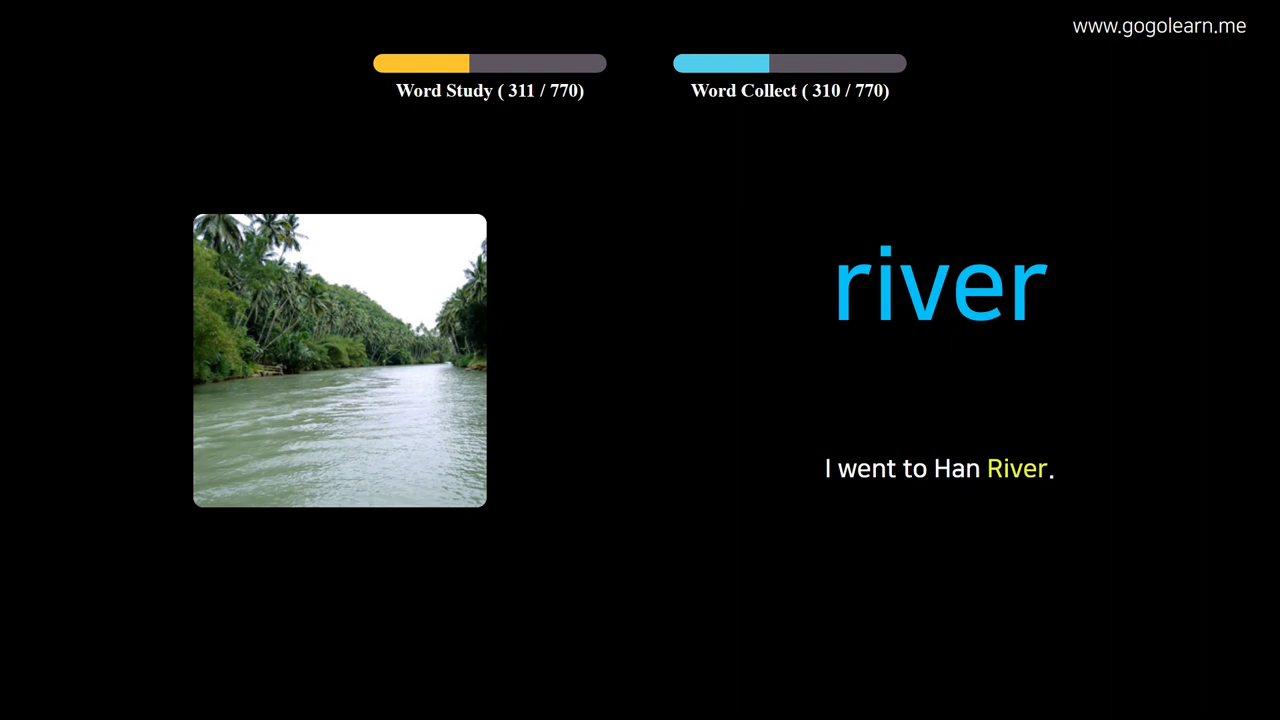 www.gogolearn.me
Word Study ( 311 / 770)
Word Collect ( 310 / 770)
river
I went to Han River.